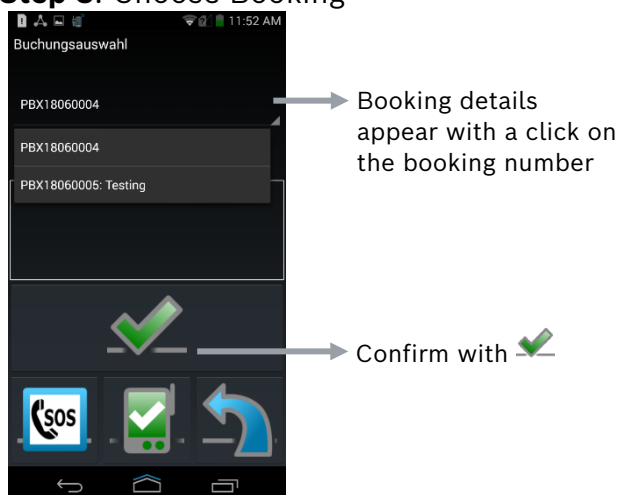 Step Choose Booking
11:52 AM
Buchungsauswahl
PBX18060004
PBX18060004
PBX18060005: Testing
Booking details
appear with a click on
the booking number
Confirm with
SOS